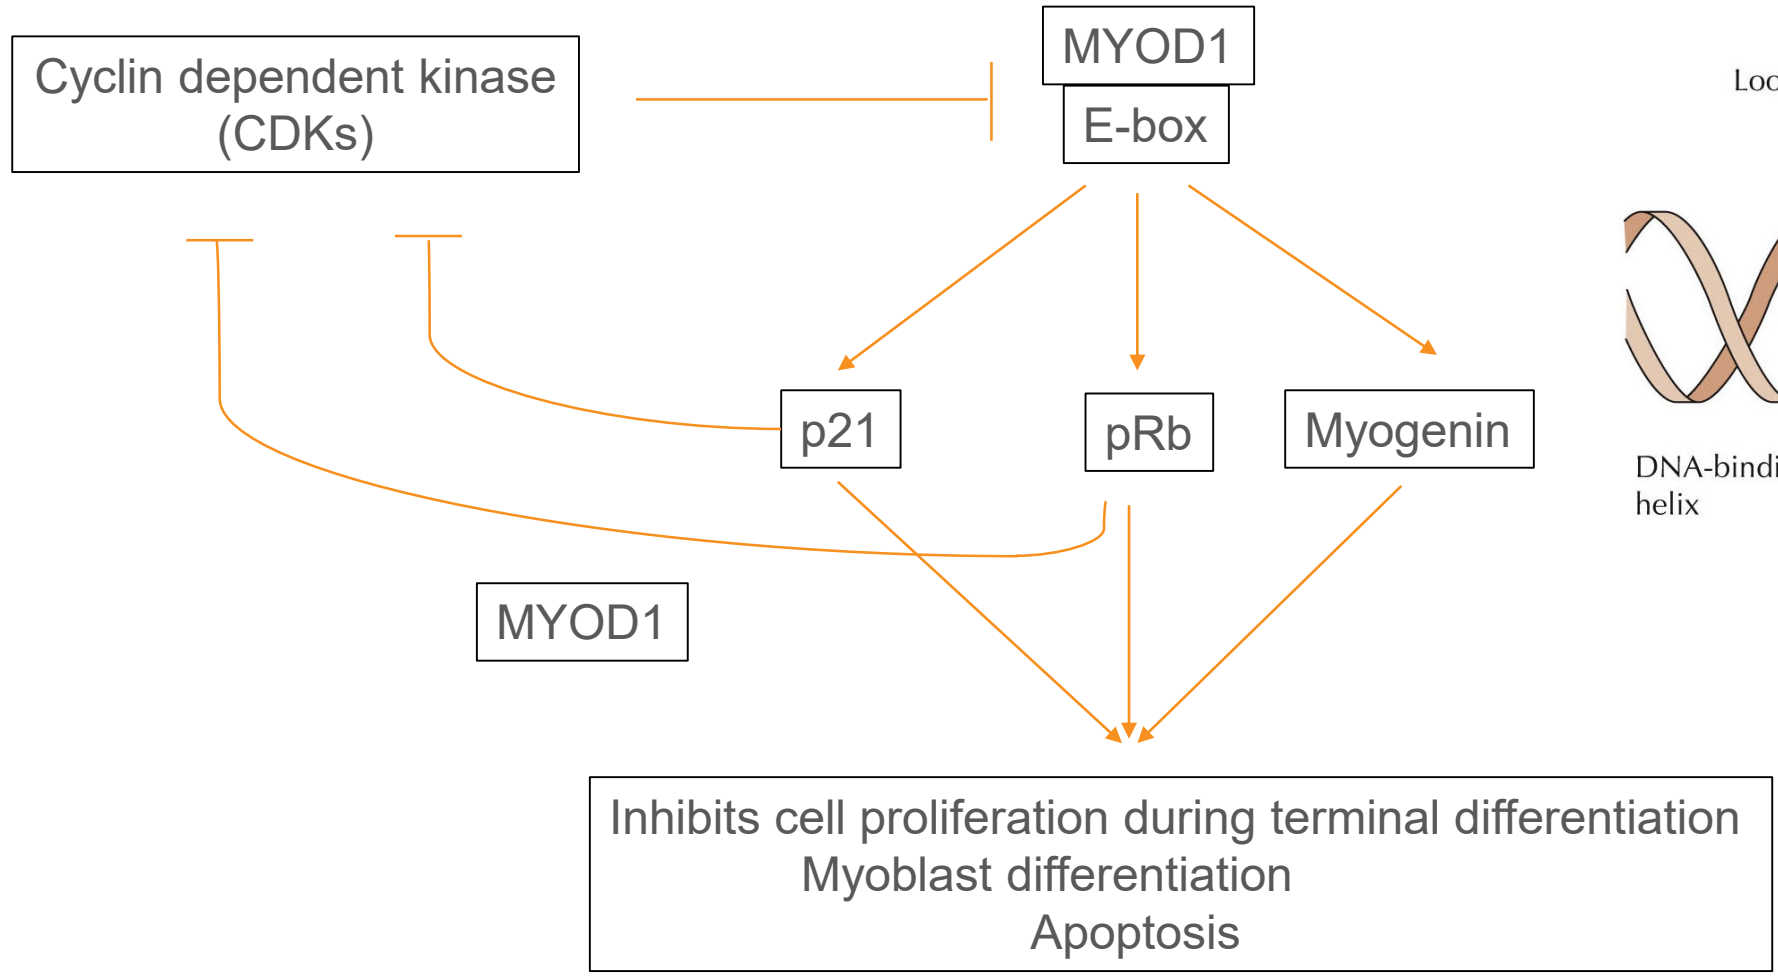 MYOD1
E-box
Cyclin dependent kinase
(CDKs)
p21
pRb
Myogenin
MYOD1
Inhibits cell proliferation during terminal differentiation
Myoblast differentiation
Apoptosis
Loo
DNA-bindi
helix